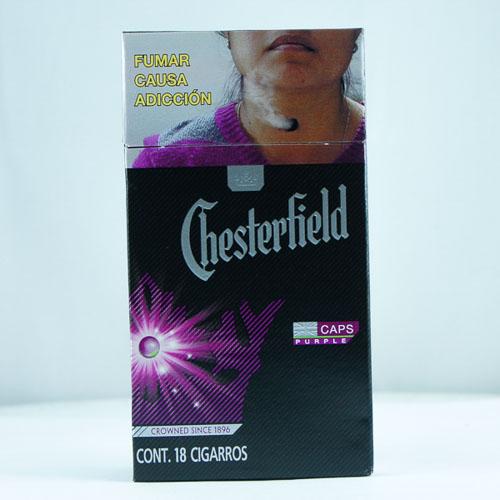 FUMAR
CAUSA
ADICCIÓN
Chesterfield
CAPS
PURPLE
CROWNED SINCE 1896
CONT. 18 CIGARROS